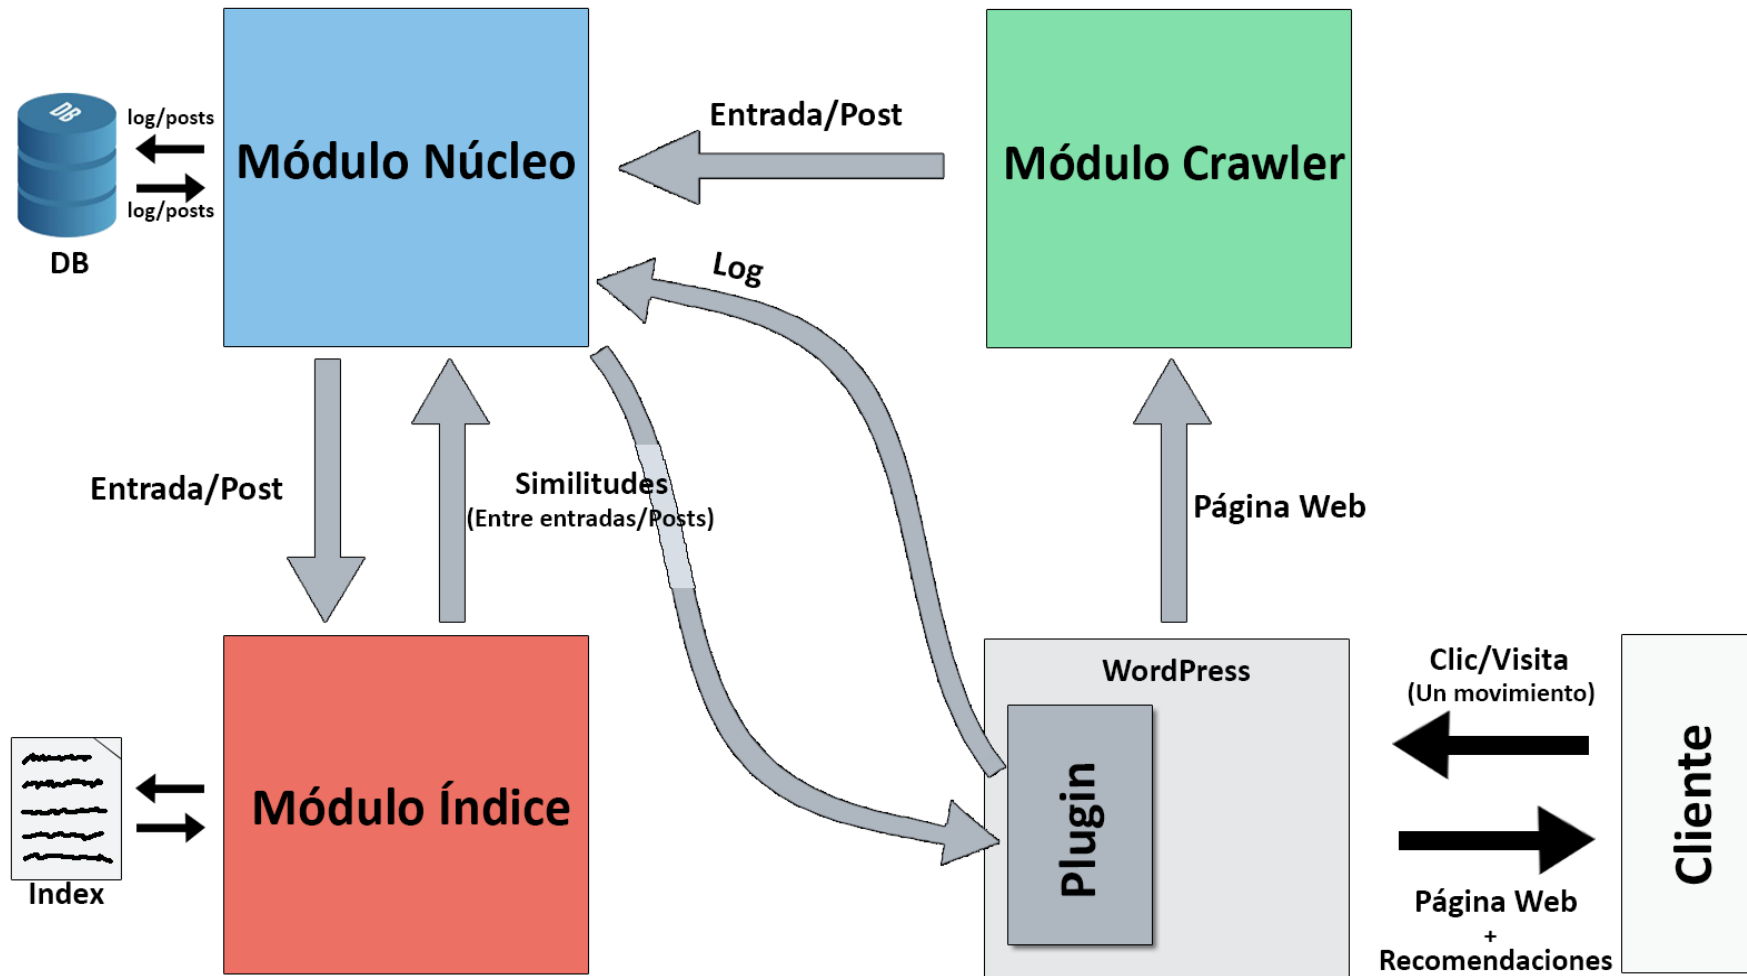 DB
log/posts
log/posts
DB
Módulo Núcleo
Entrada/Post
Módulo Crawler
Log
Entrada/Post
Similitudes
(Entre entradas/Posts)
Página Web
Módulo Índice
Index
WordPress
Plugin
Clic/Visita
(Un movimiento)
Página Web
+
Recomendaciones
Cliente